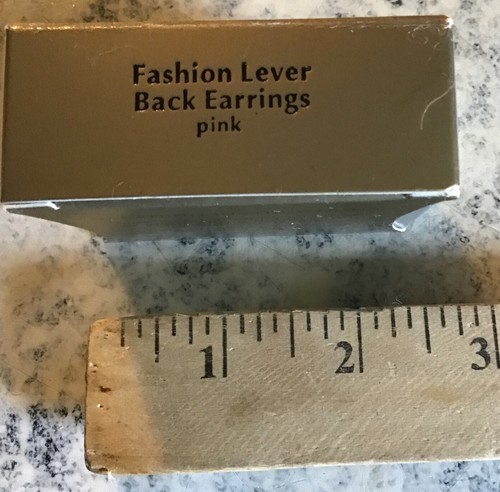 Fashion Lever
Back Earrings
pink
1 2 3